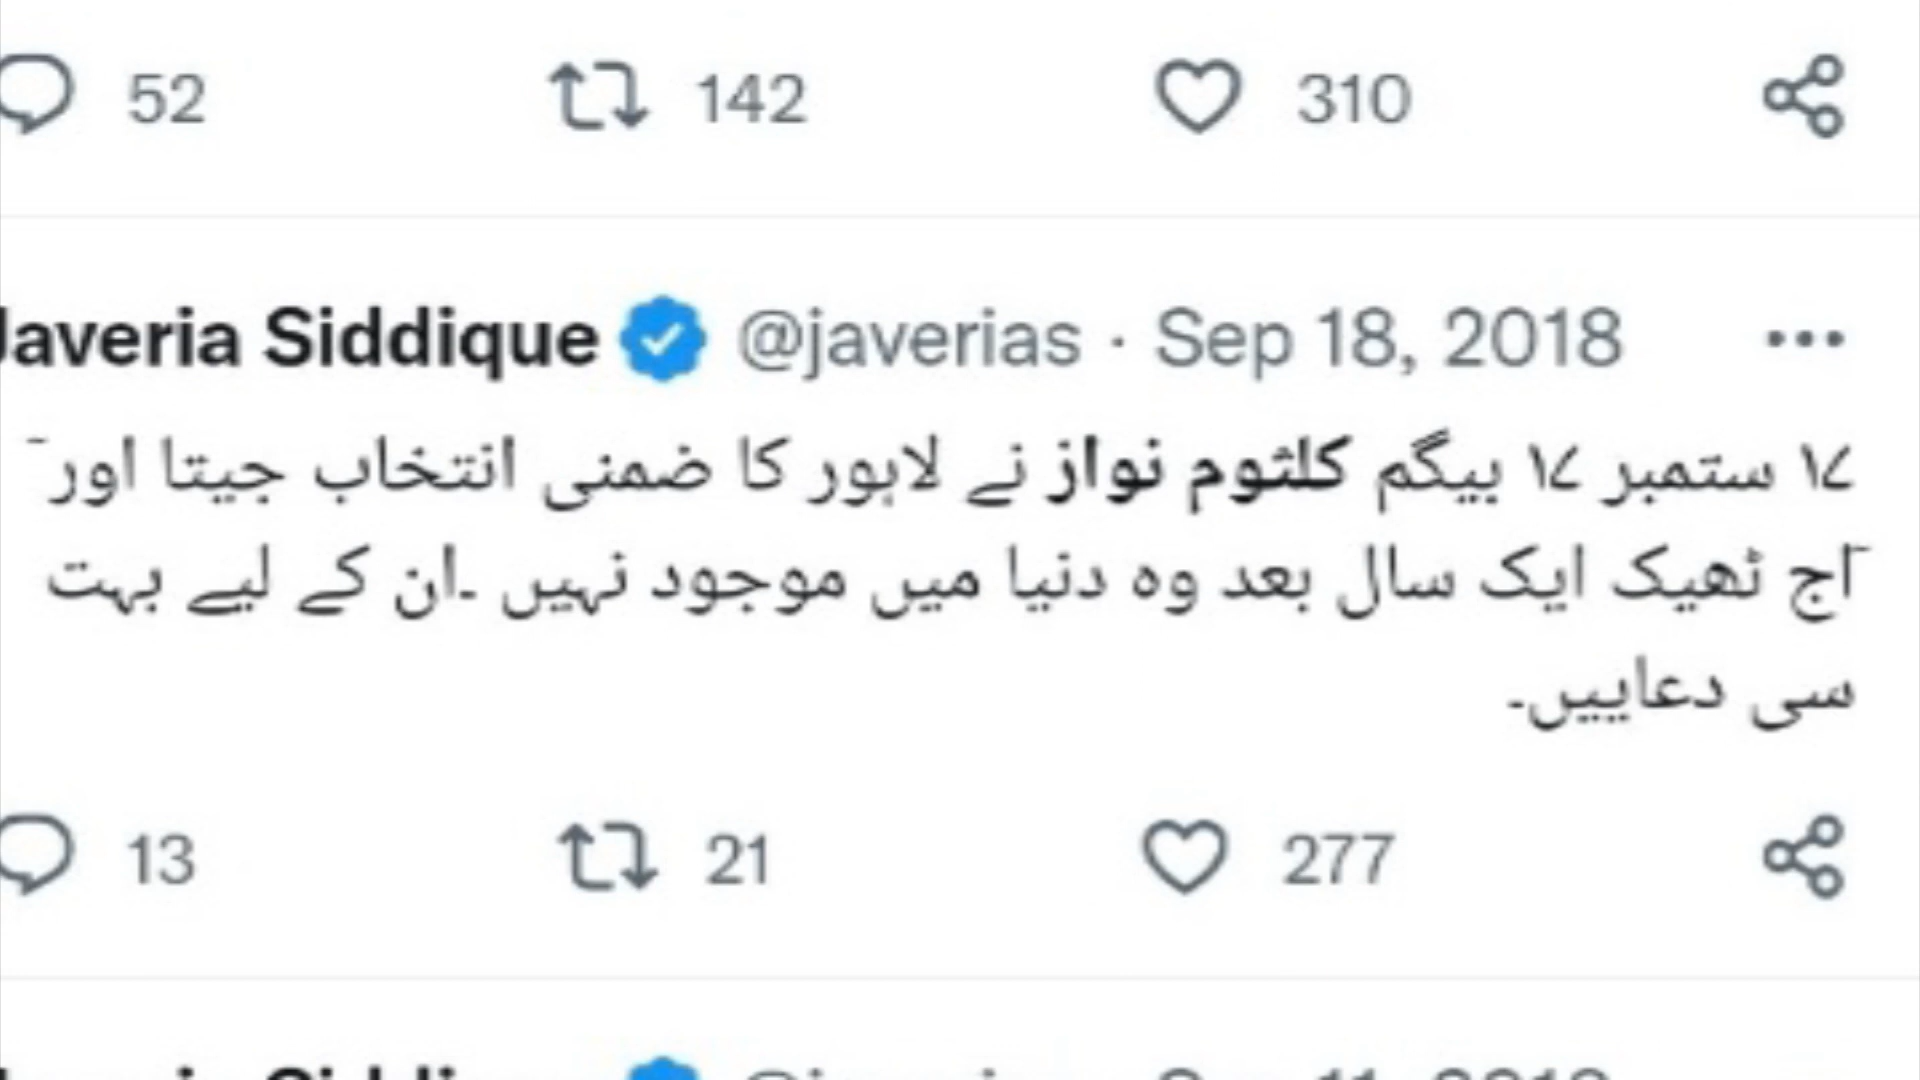 52 142 310
Javeria Siddique @javerias · Sep 18, 2018
۱۷ ستمبر ۱۷ بیگم کلثوم نواز نے لاہور کا ضمنی انتخاب جیتا اور
آج ٹھیک ایک سال بعد وہ دنیا میں موجود نہیں ۔ان کے لیے بہت
سی دعاییں۔
13 21 277